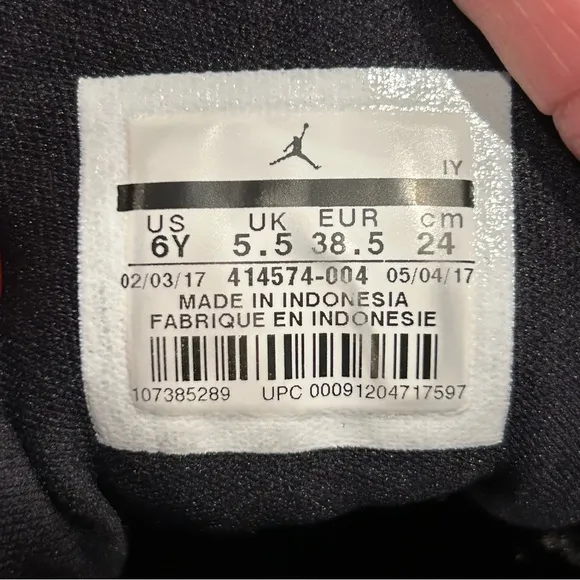 IY
US UK EUR cm
6Y 5.5 38.5 24
02/03/17 414574-004 05/04/17
MADE IN INDONESIA
FABRIQUE EN INDONESIE
107385289 UPC 00091204717597